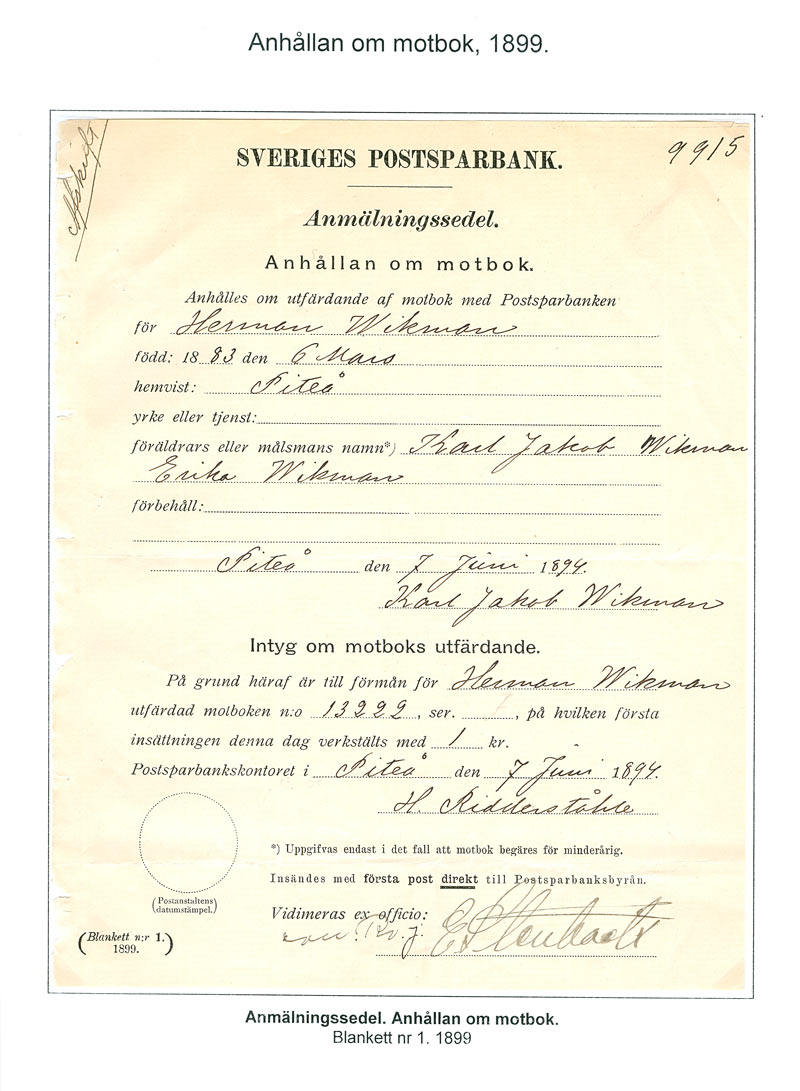 Anhållan om motbok, 1899.
Afskrift
9915
SVERIGES POSTSPARBANK.
Anmälningssedel.
Anhållan om motbok.
Anhålles om utfärdande af motbok med Postsparbanken
för Herman Wikman
född: 1883 den 6 Mars
hemvist: Piteå
yrke eller tjenst:
föräldrars eller målsmans namn*) Karl Jakob Wikman
Erika Wikman
förbehåll:
Piteå den 7 Juni 1894.
Karl Jakob Wikman
Intyg om motboks utfärdande.
På grund häraf är till förmån för Herman Wikman
utfärdad motboken n:o 13222, ser. , på hvilken första
insättningen denna dag verkstälts med 1 kr.
Postsparbankskontoret i Piteå den 7 Juni 1894.
H. Ridderståhle
*) Uppgifvas endast i det fall att motbok begäres för minderårig.
Insändes med första post direkt till Postsparbanksbyrån.
(Postanstaltens datumstämpel.)
Vidimeras ex officio:
(Blankett n:r 1. 1899.)
Anmälningssedel. Anhållan om motbok.
Blankett nr 1. 1899